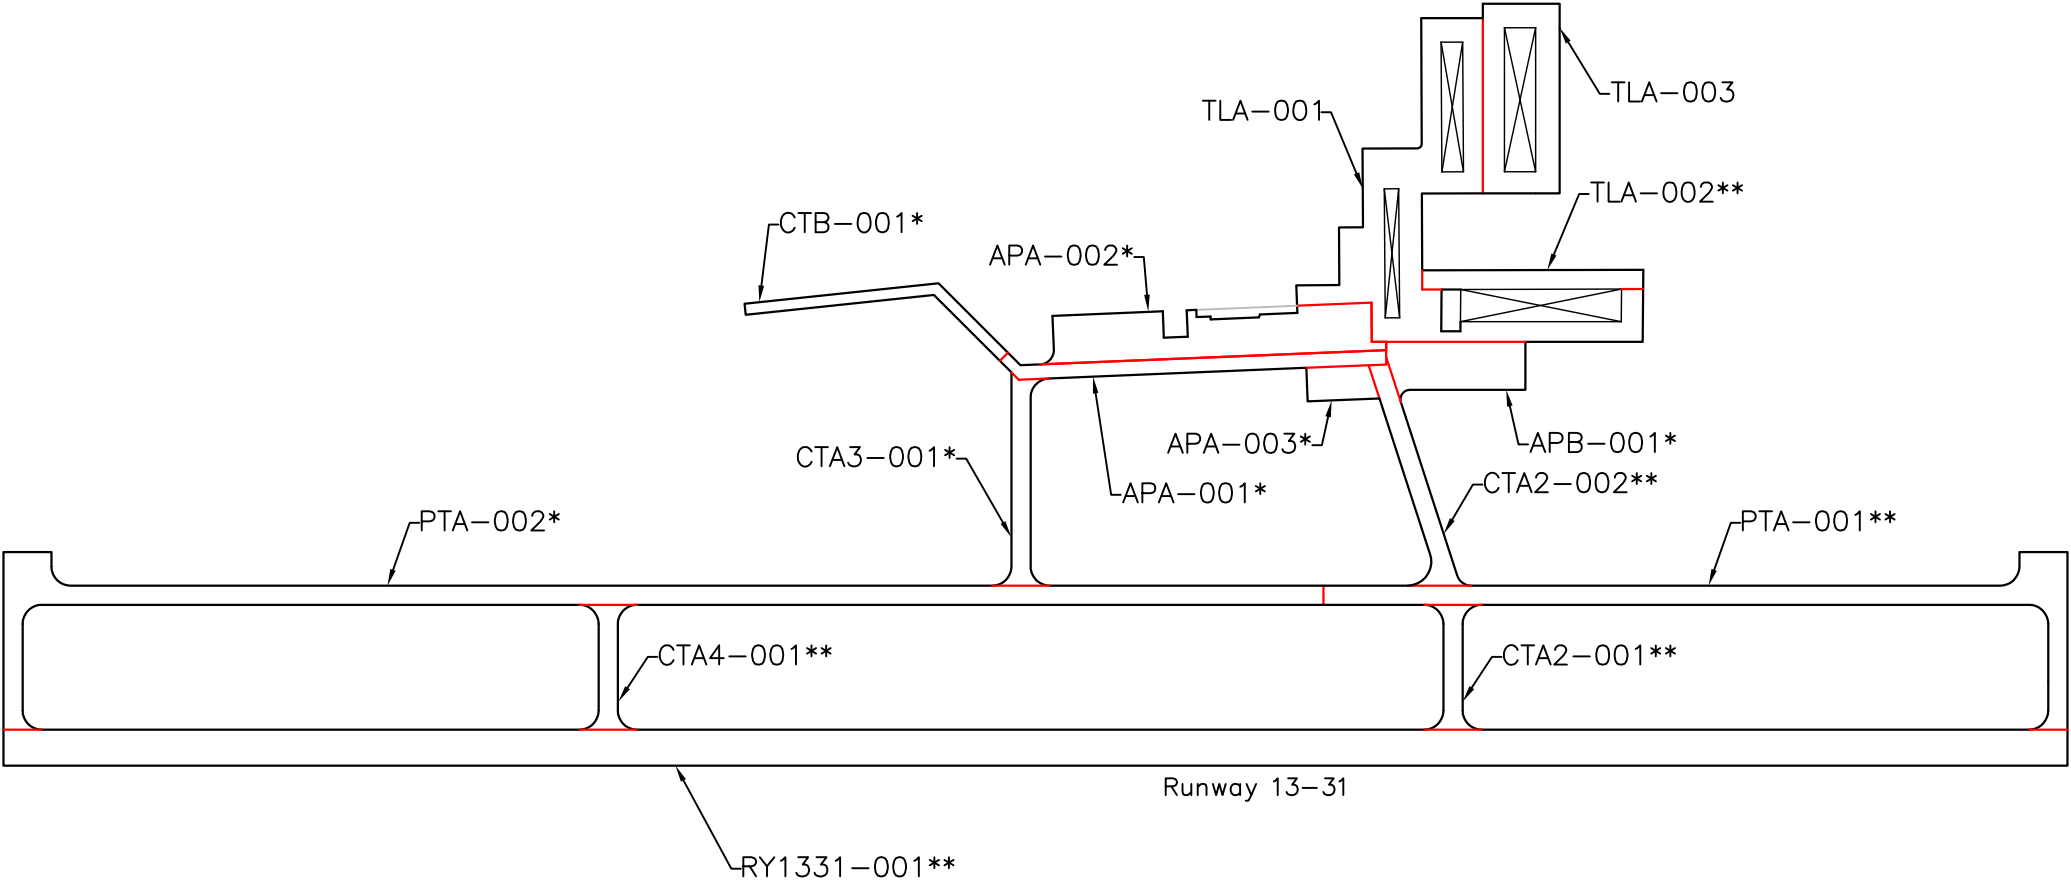 TLA-003
TLA-001
TLA-002**
CTB-001*
APA-002*
APA-003*
APB-001*
CTA3-001*
CTA2-002**
APA-001*
PTA-002*
PTA-001**
CTA4-001**
CTA2-001**
Runway 13-31
RY1331-001**